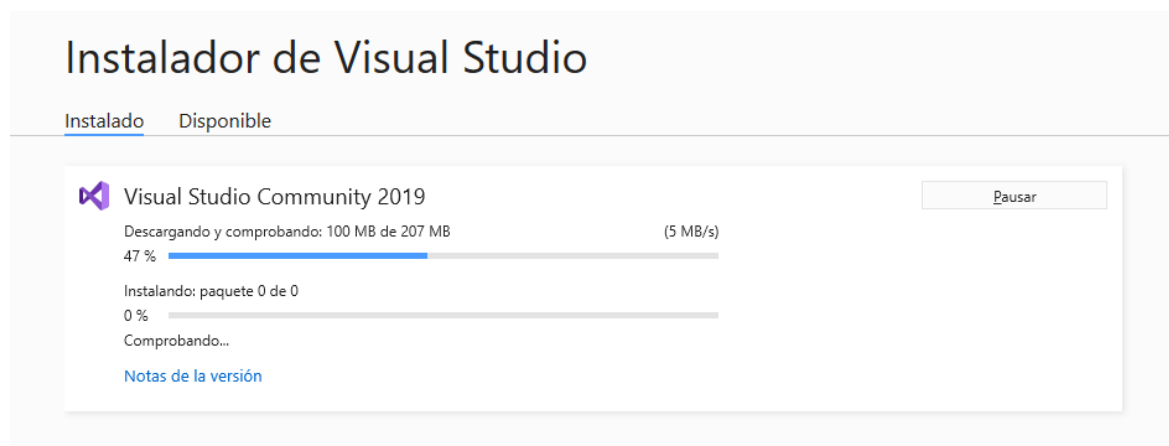 Instalador de Visual Studio
Instalado Disponible
Visual Studio Community 2019 Pausar
Descargando y comprobando: 100 MB de 207 MB (5 MB/s)
47 %
Instalando: paquete 0 de 0
0 %
Comprobando...
Notas de la versión